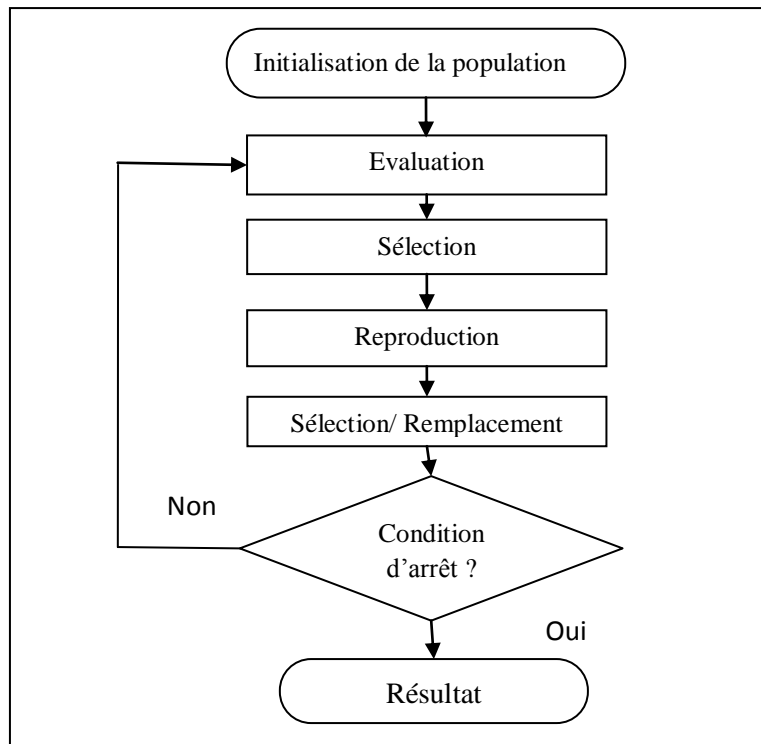 Initialisation de la population
Evaluation
Sélection
Reproduction
Sélection/ Remplacement
Non
Condition
d’arrêt ?
Oui
Résultat